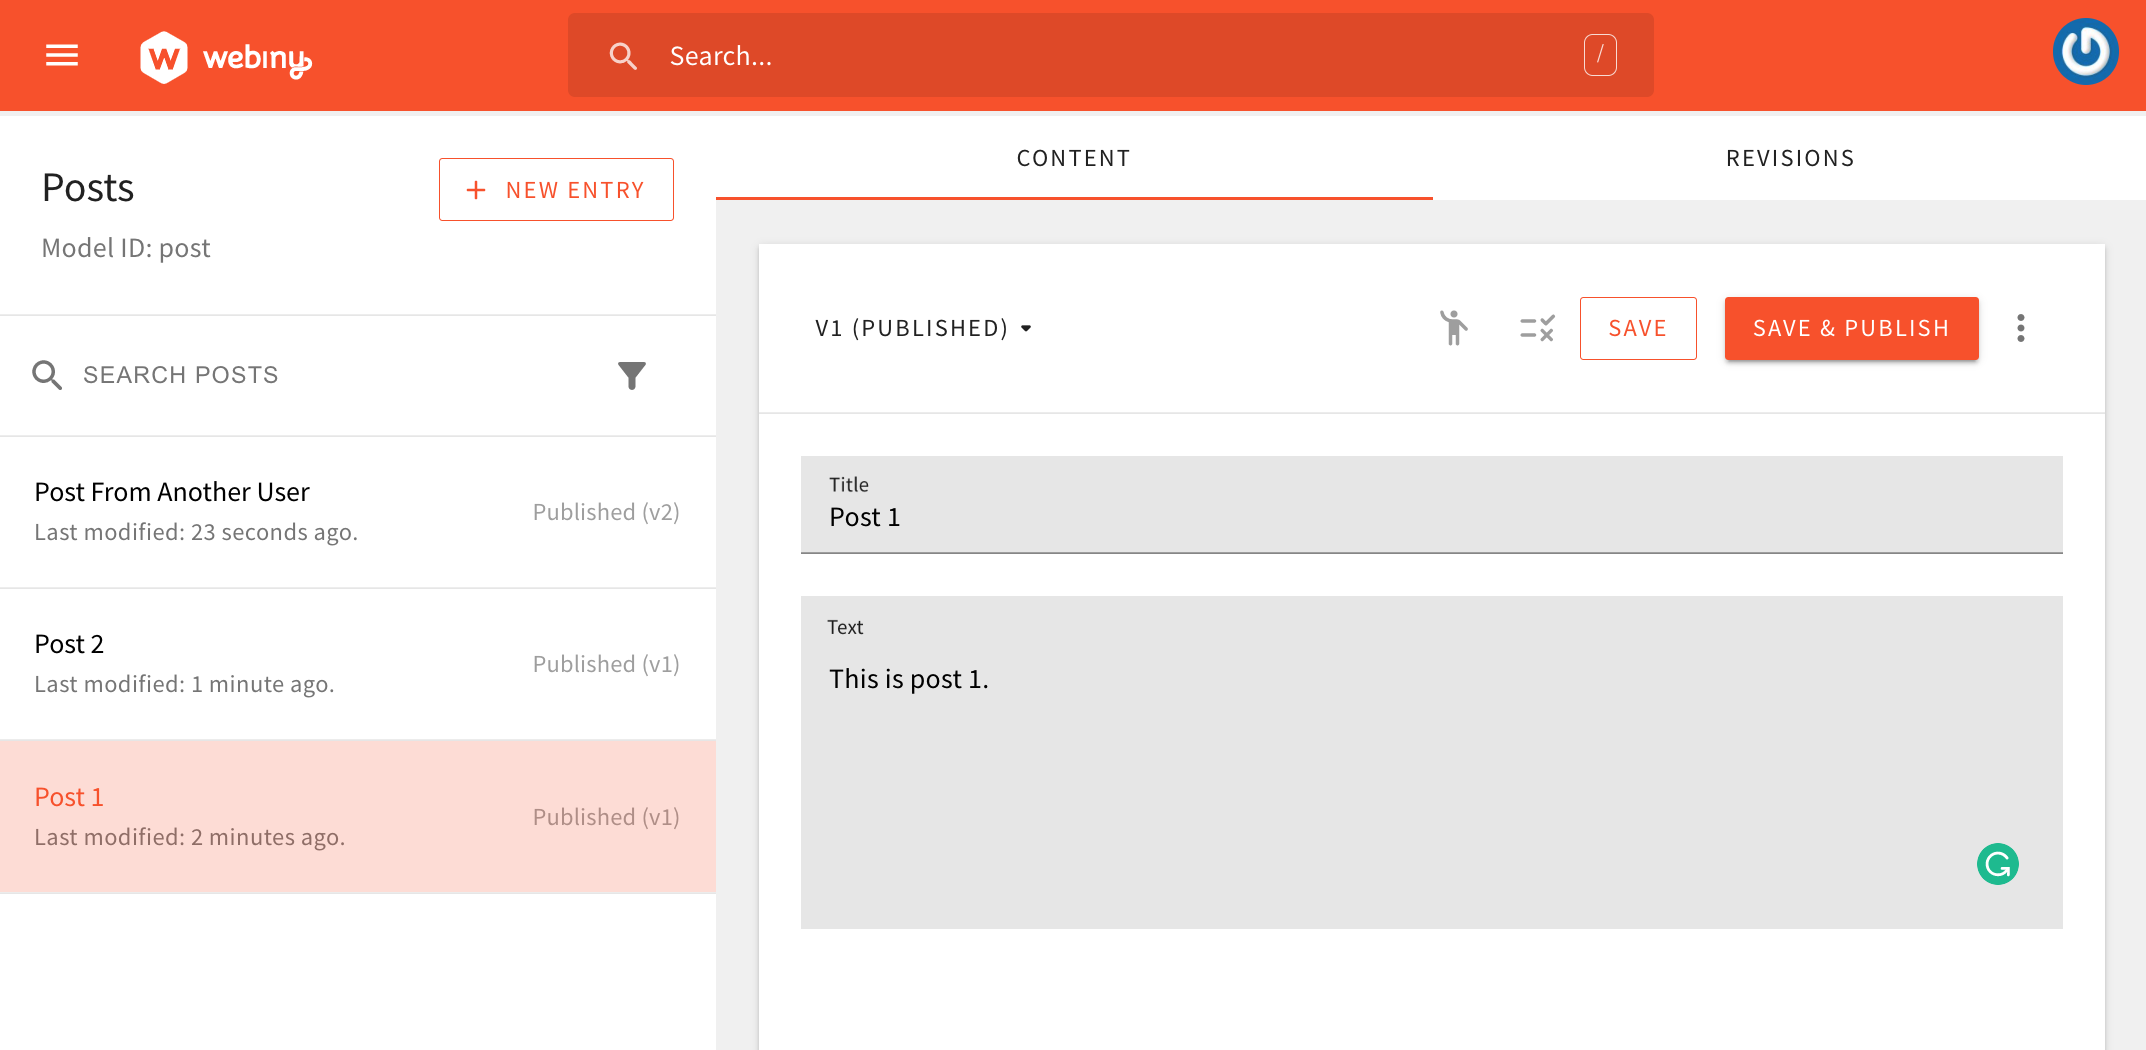 webiny
Search...
/
Posts
NEW ENTRY
Model ID: post
SEARCH POSTS
Post From Another User
Last modified: 23 seconds ago.
Published (v2)
Post 2
Last modified: 1 minute ago.
Published (v1)
Post 1
Last modified: 2 minutes ago.
Published (v1)
CONTENT
REVISIONS
V1 (PUBLISHED)
SAVE
SAVE & PUBLISH
Title
Post 1
Text
This is post 1.